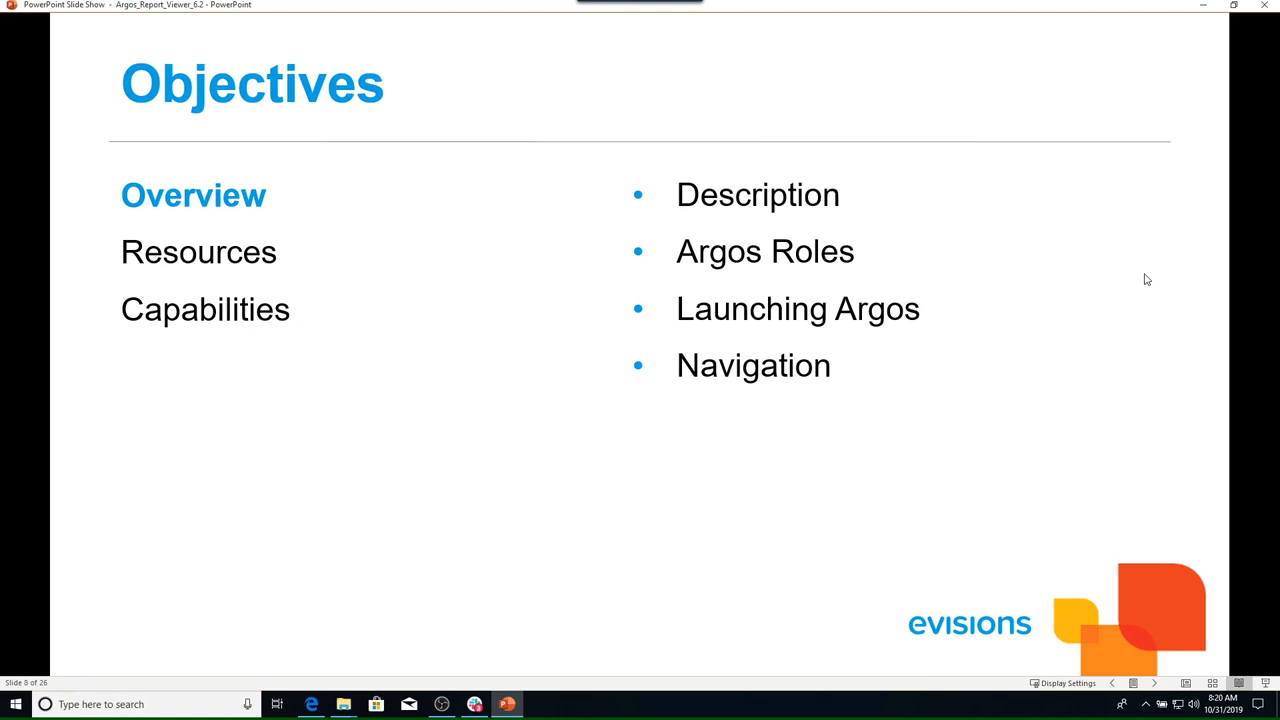 PowerPoint Slide Show - Argos_Report_Viewer_6.2 - PowerPoint
Objectives
Overview
Resources
Capabilities
• Description
• Argos Roles
• Launching Argos
• Navigation
evisions
Slide 8 of 26
Display Settings
Type here to search
8:20 AM
10/31/2019